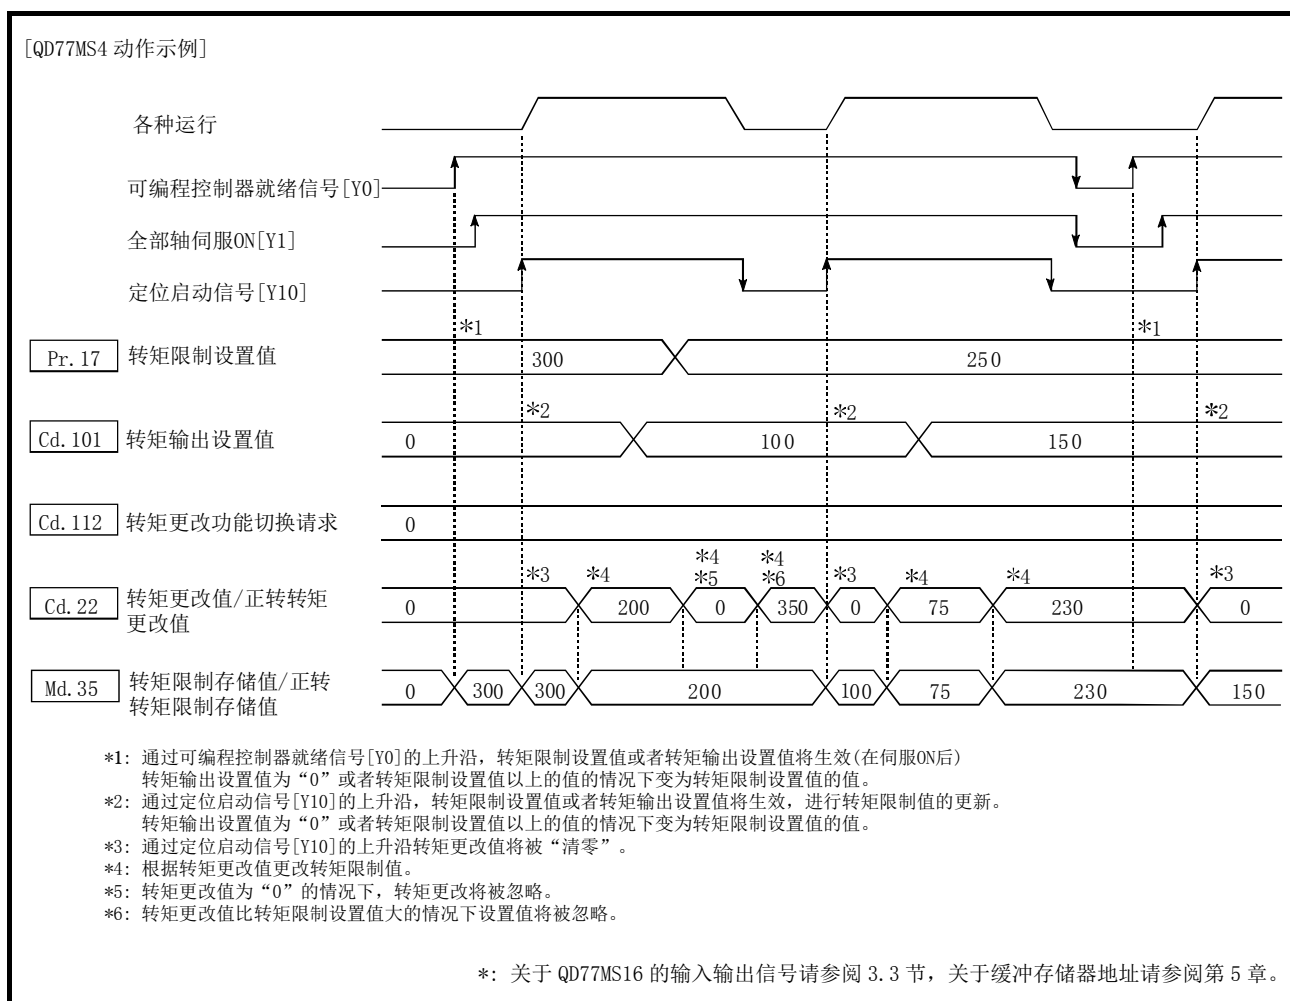 [QD77MS4 动作示例]
各种运行
可编程控制器就绪信号[Y0]
全部轴伺服ON[Y1]
定位启动信号[Y10]
*1 *1
Pr.17 转矩限制设置值 300 250
*2 *2 *2
Cd.101 转矩输出设置值 0 100 150
Cd.112 转矩更改功能切换请求 0
*4 *4
*3 *4 *5 *6 *3 *4 *4 *3
Cd.22 转矩更改值/正转转矩 0 200 0 350 0 75 230 0
更改值
Md.35 转矩限制存储值/正转 0 300 300 200 100 75 230 150
转矩限制存储值
*1: 通过可编程控制器就绪信号[Y0]的上升沿，转矩限制设置值或者转矩输出设置值将生效(在伺服ON后)
转矩输出设置值为“0”或者转矩限制设置值以上的值的情况下变为转矩限制设置值的值。
*2: 通过定位启动信号[Y10]的上升沿，转矩限制设置值或者转矩输出设置值将生效，进行转矩限制值的更新。
转矩输出设置值为“0”或者转矩限制设置值以上的值的情况下变为转矩限制设置值的值。
*3: 通过定位启动信号[Y10]的上升沿转矩更改值将被“清零”。
*4: 根据转矩更改值更改转矩限制值。
*5: 转矩更改值为“0”的情况下，转矩更改将被忽略。
*6: 转矩更改值比转矩限制设置值大的情况下设置值将被忽略。
*: 关于 QD77MS16 的输入输出信号请参阅 3.3 节，关于缓冲存储器地址请参阅第 5 章。